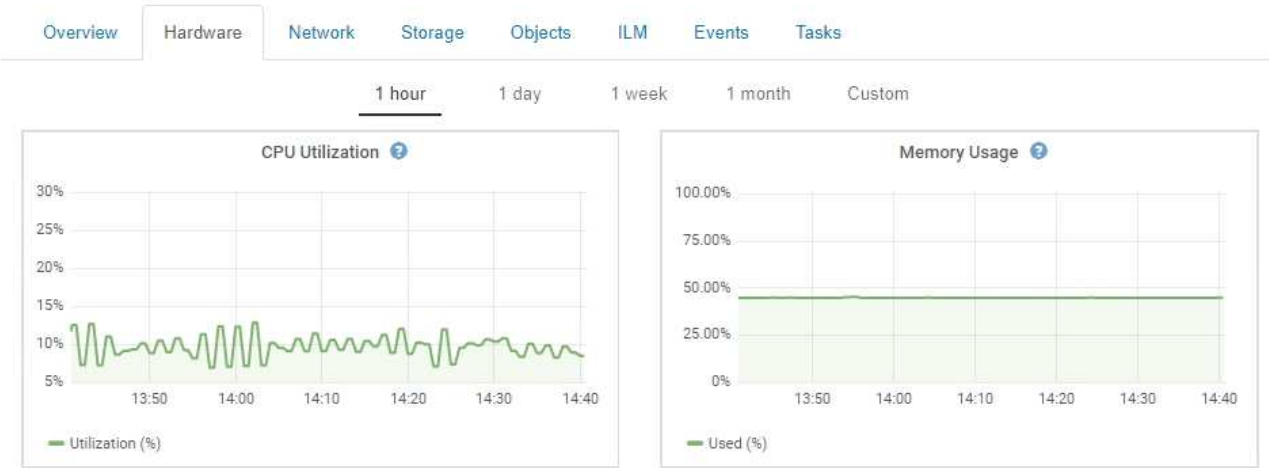 Overview Hardware Network Storage Objects ILM Events Tasks
1 hour 1 day 1 week 1 month Custom
CPU Utilization ?
30%
25%
20%
15%
10%
5%
13:50 14:00 14:10 14:20 14:30 14:40
Utilization (%)
Memory Usage ?
100.00%
75.00%
50.00%
25.00%
0%
13:50 14:00 14:10 14:20 14:30 14:40
Used (%)